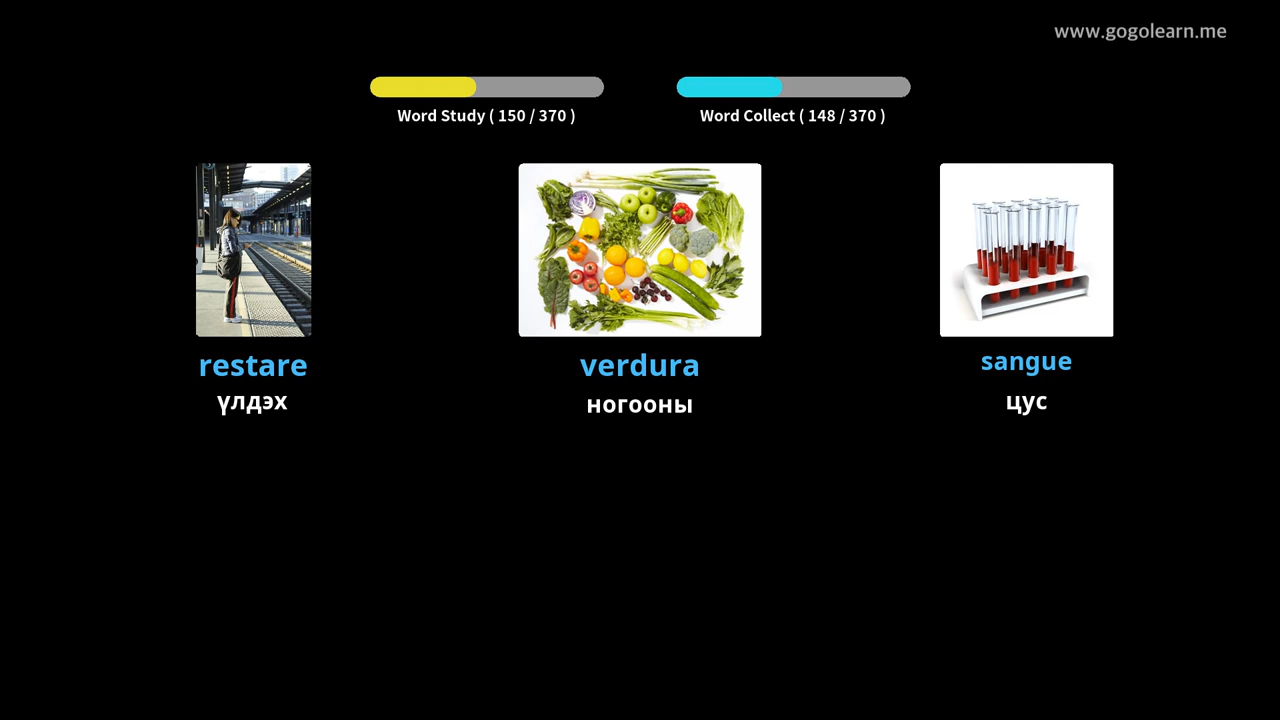 www.gogolearn.me
Word Study ( 150 / 370 )
Word Collect ( 148 / 370 )
restare
verdura
sangue
үлдэх
ногооны
цус